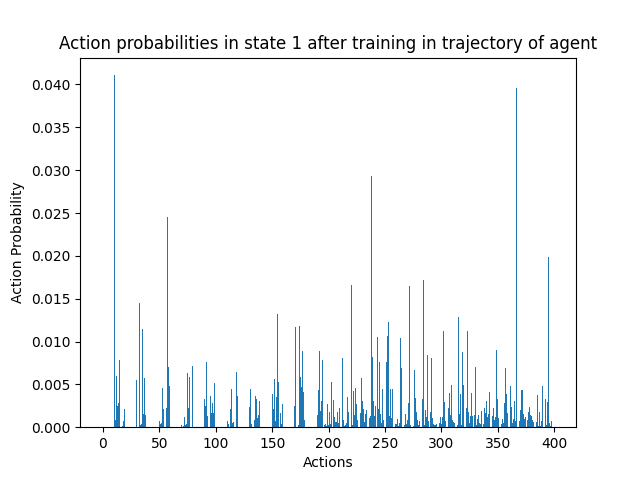 Action probabilities in state 1 after training in trajectory of agent
0.040
0.035
0.030
0.025
0.020
0.015
0.010
0.005
0.000
Action Probability
0 50 100 150 200 250 300 350 400
Actions